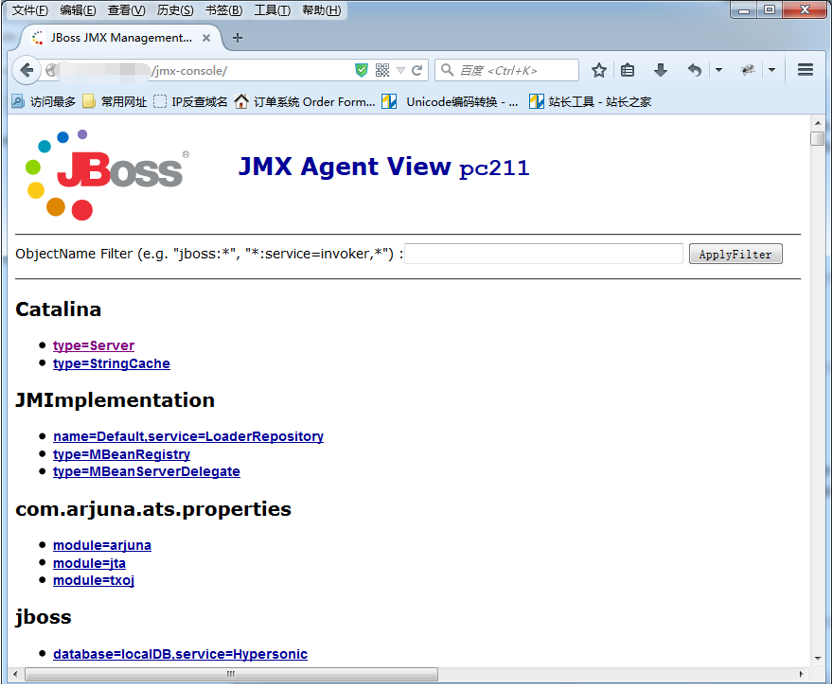 文件(F) 编辑(E) 查看(V) 历史(S) 书签(B) 工具(T) 帮助(H)
JBoss JMX Management...
/jmx-console/ 百度 <Ctrl+K>
访问最多 常用网址 IP反查域名 订单系统 Order Form... Unicode编码转换 - ... 站长工具 - 站长之家
JBoss® JMX Agent View pc211
ObjectName Filter (e.g. "jboss:*", "*:service=invoker,*") : ApplyFilter
Catalina
type=Server
type=StringCache
JMImplementation
name=Default,service=LoaderRepository
type=MBeanRegistry
type=MBeanServerDelegate
com.arjuna.ats.properties
module=arjuna
module=jta
module=txoj
jboss
database=localDB,service=Hypersonic